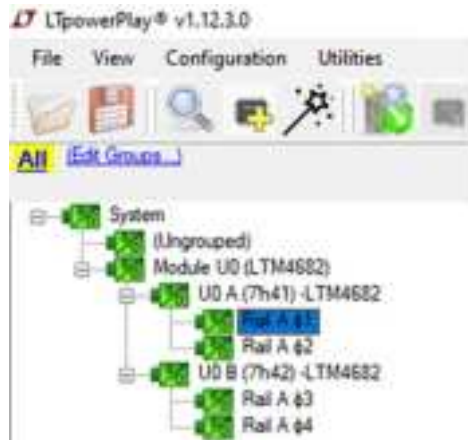 LTpowerPlay® v1.12.3.0
File View Configuration Utilities
All (Edit Groups...)
System
(Ungrouped)
Module U0 (LTM4682)
U0 A (7h41) -LTM4682
Rail A ϕ1
Rail A ϕ2
U0 B (7h42) -LTM4682
Rail A ϕ3
Rail A ϕ4